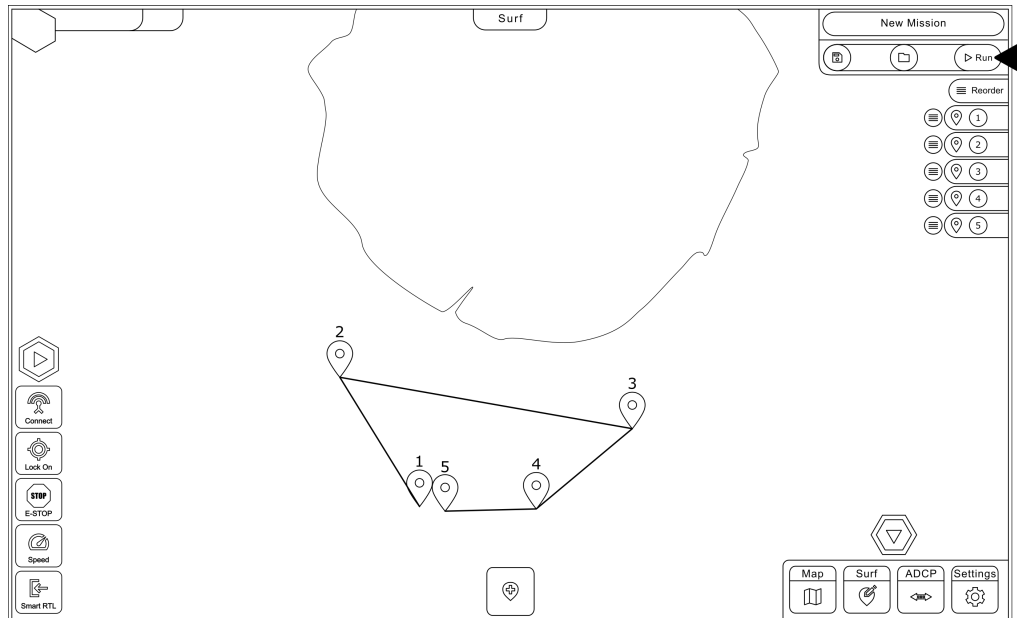 Surf
New Mission
Run
Reorder
1
2
3
4
5
2
3
1
5
4
Connect
Lock On
STOP
E-STOP
Speed
Smart RTL
Map
Surf
ADCP
Settings